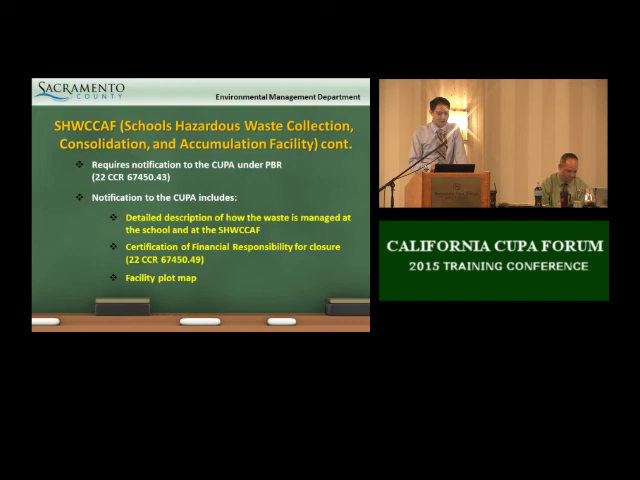 SACRAMENTO
COUNTY
Environmental Management Department
SHWCCAF (Schools Hazardous Waste Collection,
Consolidation, and Accumulation Facility) cont.
Requires notification to the CUPA under PBR
(22 CCR 67450.43)
Notification to the CUPA includes:
Detailed description of how the waste is managed at
the school and at the SHWCCAF
Certification of Financial Responsibility for closure
(22 CCR 67450.49)
Facility plot map
CALIFORNIA CUPA FORUM
2015 TRAINING CONFERENCE